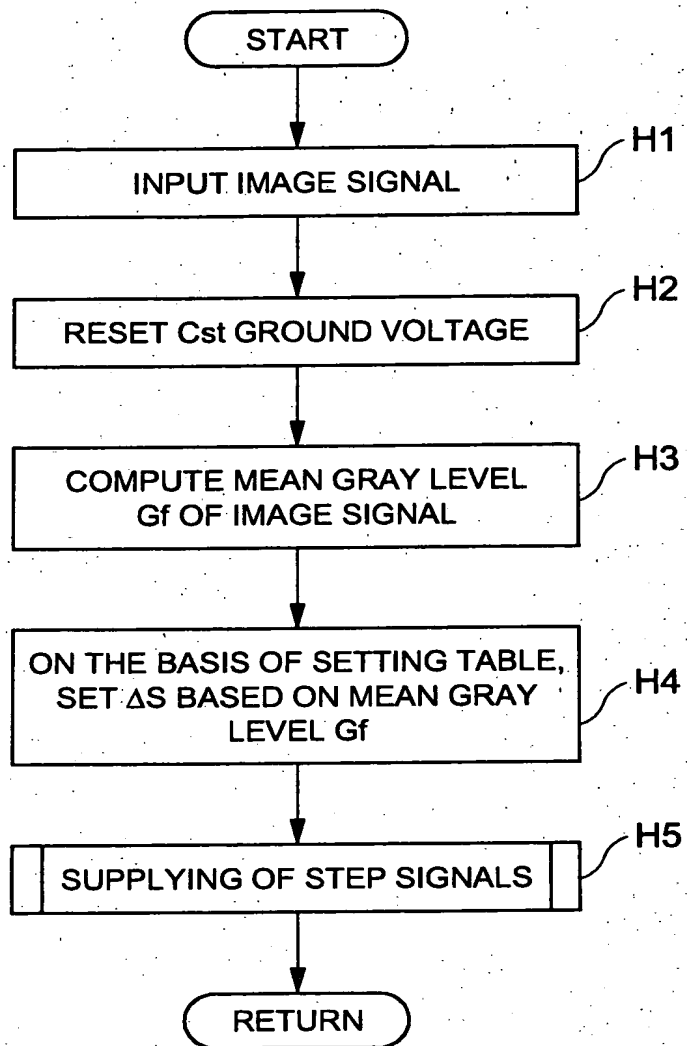 START
INPUT IMAGE SIGNAL
H1
RESET Cst GROUND VOLTAGE
H2
COMPUTE MEAN GRAY LEVEL
Gf OF IMAGE SIGNAL
H3
ON THE BASIS OF SETTING TABLE,
SET ΔS BASED ON MEAN GRAY
LEVEL Gf
H4
SUPPLYING OF STEP SIGNALS
H5
RETURN